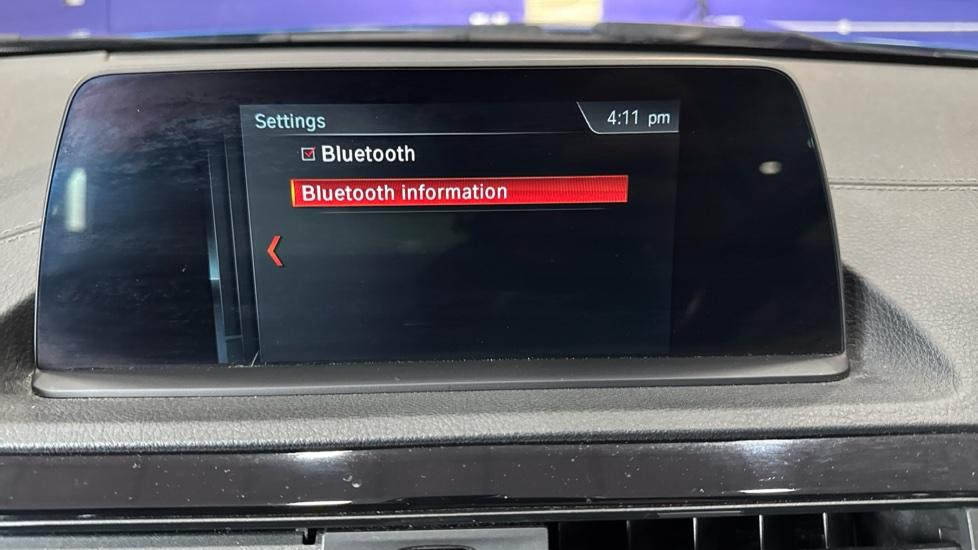 Settings
4:11 pm
Bluetooth
Bluetooth information